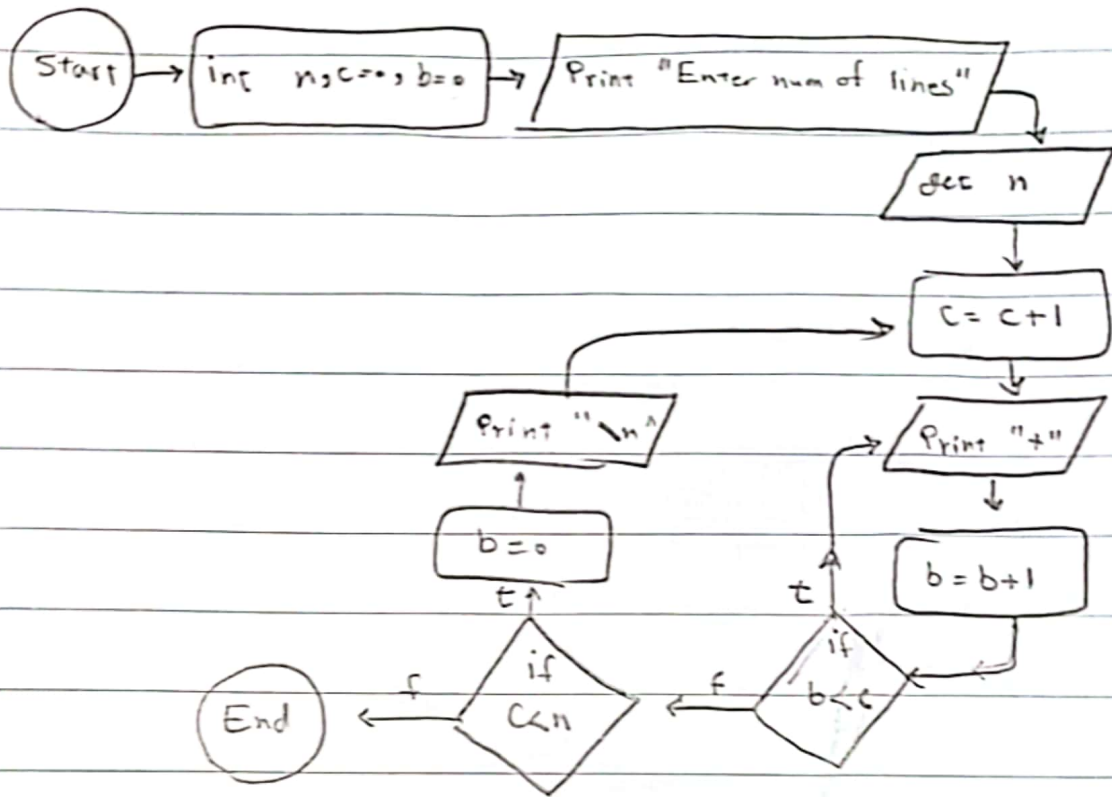 Start
int n, c=0, b=0
Print "Enter num of lines"
get n
c = c+1
Print "+"
b = b+1
if
b<c
t
f
if
c<n
t
b=0
Print "\n"
f
End